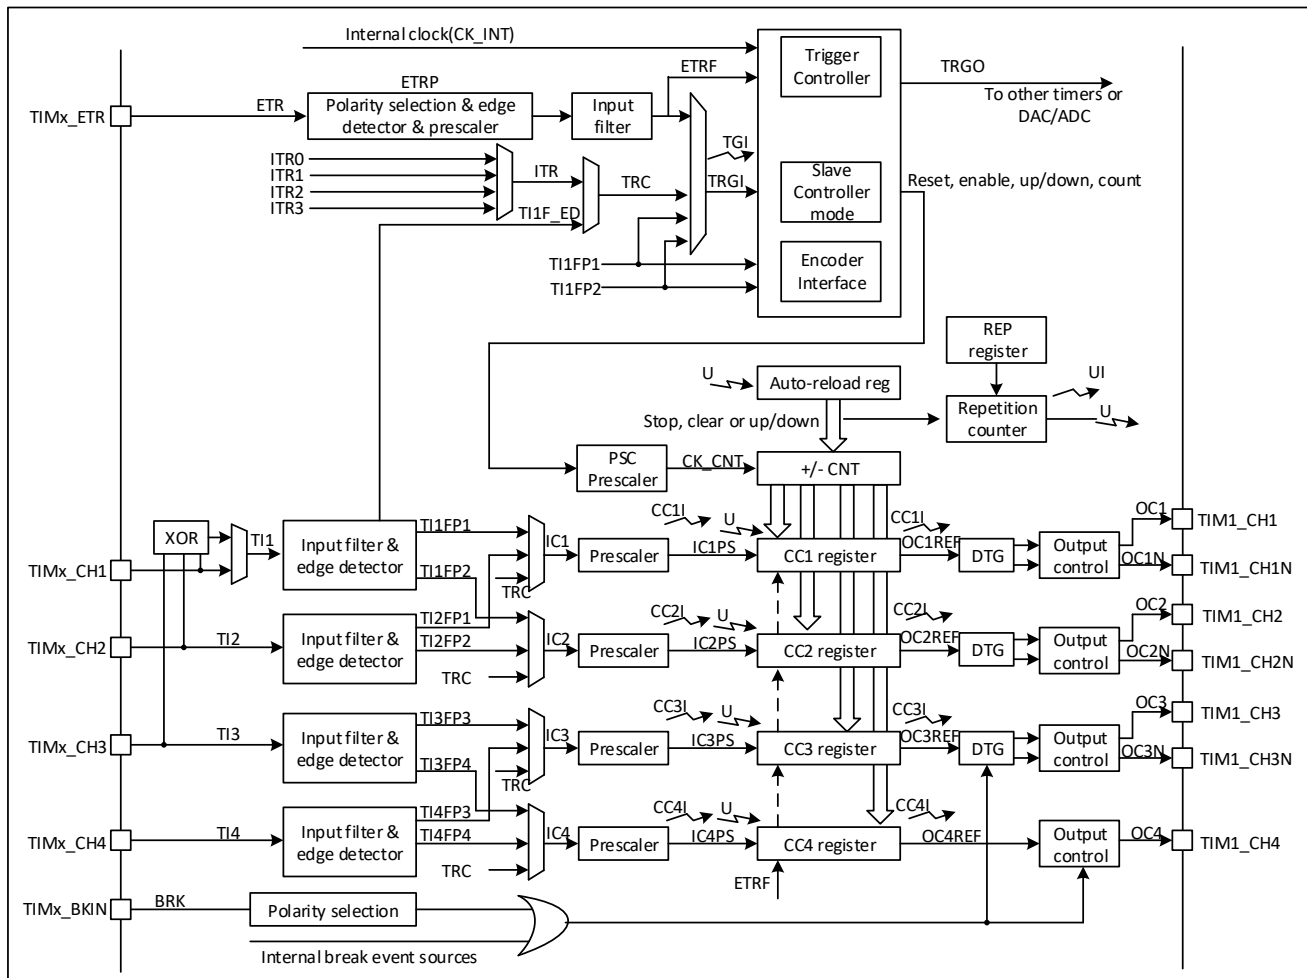 Internal clock(CK_INT)
Trigger
Controller
TRGO
To other timers or
DAC/ADC
ETRF
ETRP
ETR
TIMx_ETR
Polarity selection & edge
detector & prescaler
Input
filter
TGI
ITR0
ITR1
ITR2
ITR3
ITR
TRC
TRGI
TI1F_ED
Slave
Controller
mode
Reset, enable, up/down, count
TI1FP1
TI1FP2
Encoder
Interface
REP
register
U
Auto-reload reg
UI
Repetition
counter
U
Stop, clear or up/down
PSC
Prescaler
CK_CNT
+/- CNT
XOR
TI1
TIMx_CH1
Input filter &
edge detector
TI1FP1
TI1FP2
TRC
IC1
Prescaler
CC1I
U
IC1PS
CC1 register
CC1I
OC1REF
DTG
Output
control
OC1
OC1N
TIM1_CH1
TIM1_CH1N
TIMx_CH2
TI2
Input filter &
edge detector
TI2FP1
TI2FP2
TRC
IC2
Prescaler
CC2I
U
IC2PS
CC2 register
CC2I
OC2REF
DTG
Output
control
OC2
OC2N
TIM1_CH2
TIM1_CH2N
TIMx_CH3
TI3
Input filter &
edge detector
TI3FP3
TI3FP4
TRC
IC3
Prescaler
CC3I
U
IC3PS
CC3 register
CC3I
OC3REF
DTG
Output
control
OC3
OC3N
TIM1_CH3
TIM1_CH3N
TIMx_CH4
TI4
Input filter &
edge detector
TI4FP3
TI4FP4
TRC
IC4
Prescaler
CC4I
U
IC4PS
CC4 register
CC4I
OC4REF
Output
control
OC4
TIM1_CH4
ETRF
TIMx_BKIN
BRK
Polarity selection
Internal break event sources